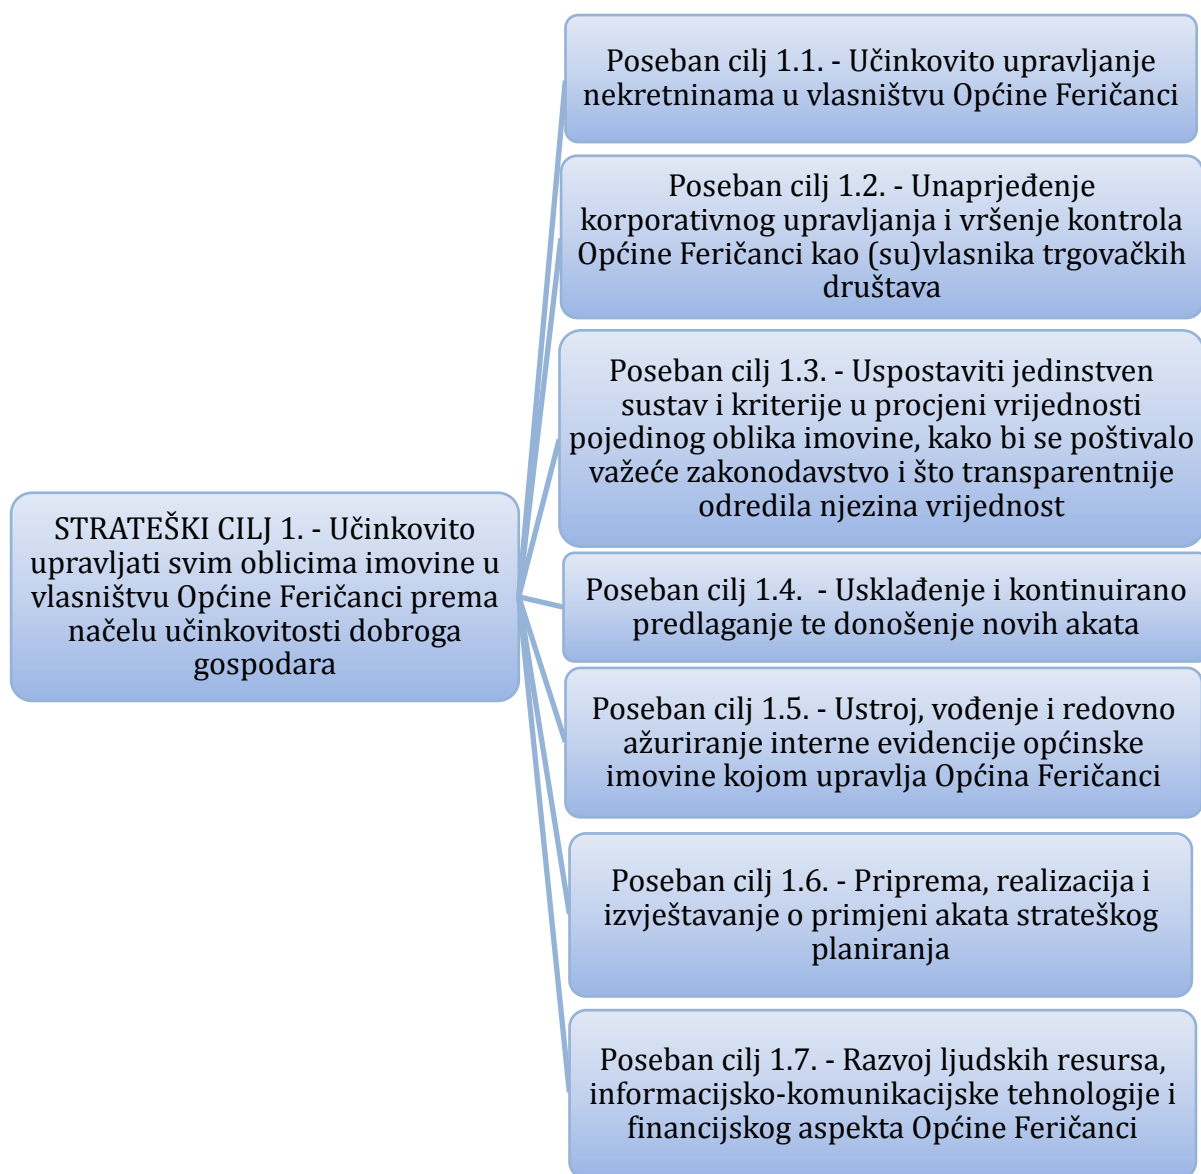 STRATEŠKI CILJ 1. - Učinkovito
upravljati svim oblicima imovine u
vlasništvu Općine Feričanci prema
načelu učinkovitosti dobroga
gospodara
Poseban cilj 1.1. - Učinkovito upravljanje
nekretninama u vlasništvu Općine Feričanci
Poseban cilj 1.2. - Unaprjeđenje
korporativnog upravljanja i vršenje kontrola
Općine Feričanci kao (su)vlasnika trgovačkih
društava
Poseban cilj 1.3. - Uspostaviti jedinstven
sustav i kriterije u procjeni vrijednosti
pojedinog oblika imovine, kako bi se poštivalo
važeće zakonodavstvo i što transparentnije
odredila njezina vrijednost
Poseban cilj 1.4.  - Usklađenje i kontinuirano
predlaganje te donošenje novih akata
Poseban cilj 1.5. - Ustroj, vođenje i redovno
ažuriranje interne evidencije općinske
imovine kojom upravlja Općina Feričanci
Poseban cilj 1.6. - Priprema, realizacija i
izvještavanje o primjeni akata strateškog
planiranja
Poseban cilj 1.7. - Razvoj ljudskih resursa,
informacijsko-komunikacijske tehnologije i
financijskog aspekta Općine Feričanci